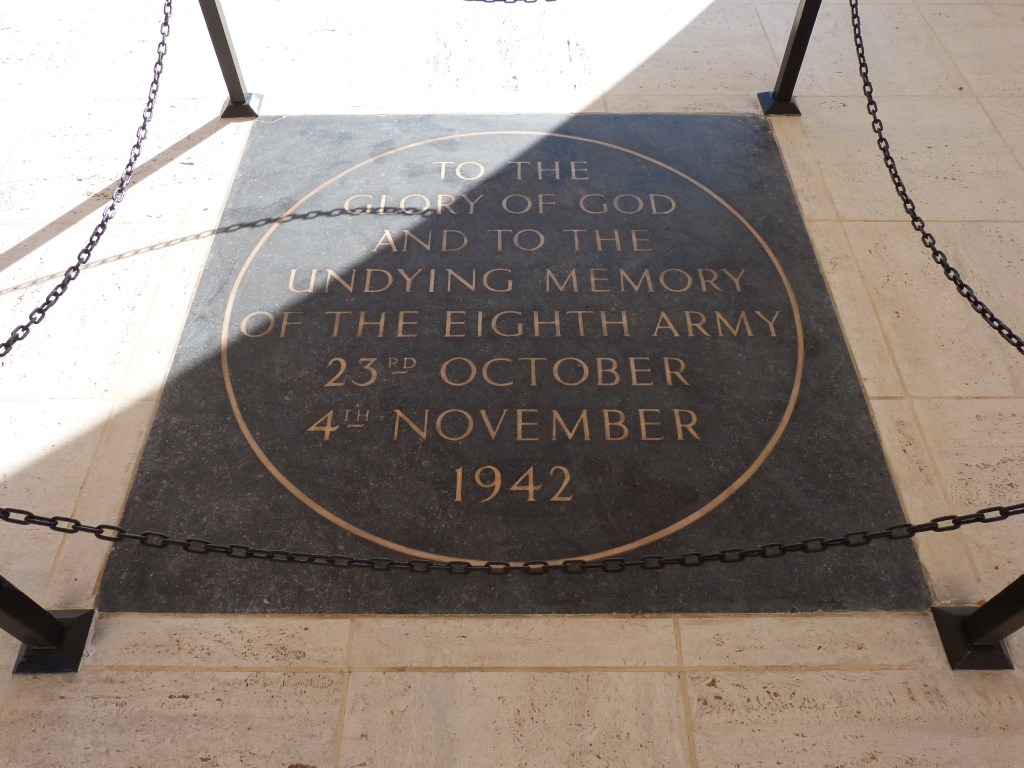 TO THE
GLORY OF GOD
AND TO THE
UNDYING MEMORY
OF THE EIGHTH ARMY
23RD OCTOBER
4TH NOVEMBER
1942